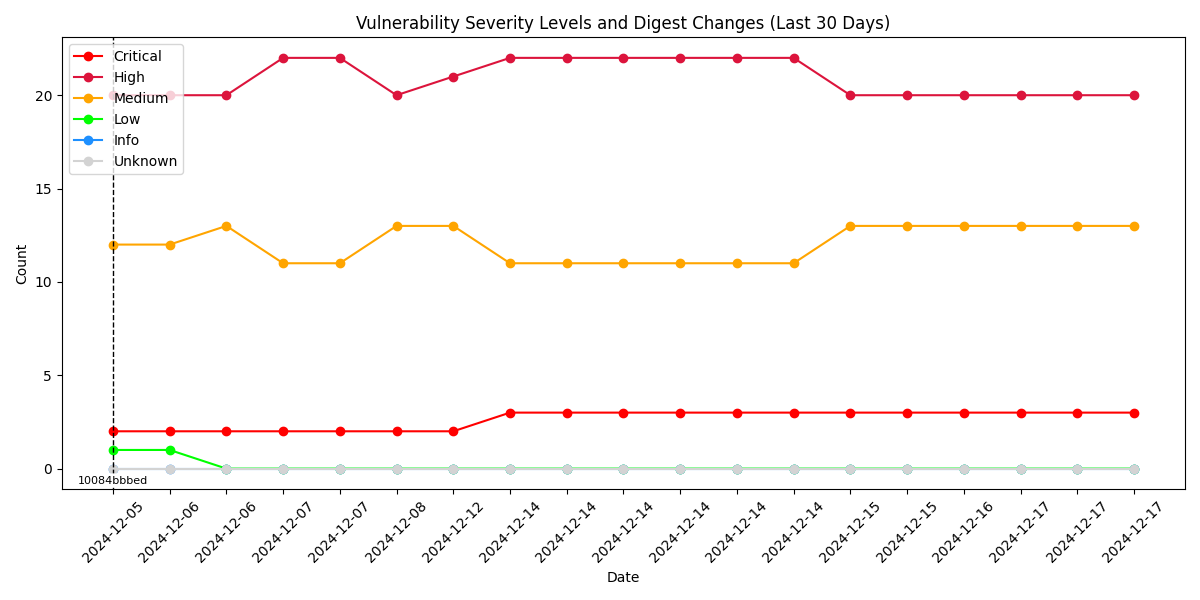 Vulnerability Severity Levels and Digest Changes (Last 30 Days)
Critical
High
Medium
Low
Info
Unknown
Count
20
15
10
5
0
10084bbbed
2024-12-05
2024-12-06
2024-12-06
2024-12-07
2024-12-07
2024-12-08
2024-12-12
2024-12-14
2024-12-14
2024-12-14
2024-12-14
2024-12-14
2024-12-14
2024-12-15
2024-12-15
2024-12-16
2024-12-17
2024-12-17
2024-12-17
Date